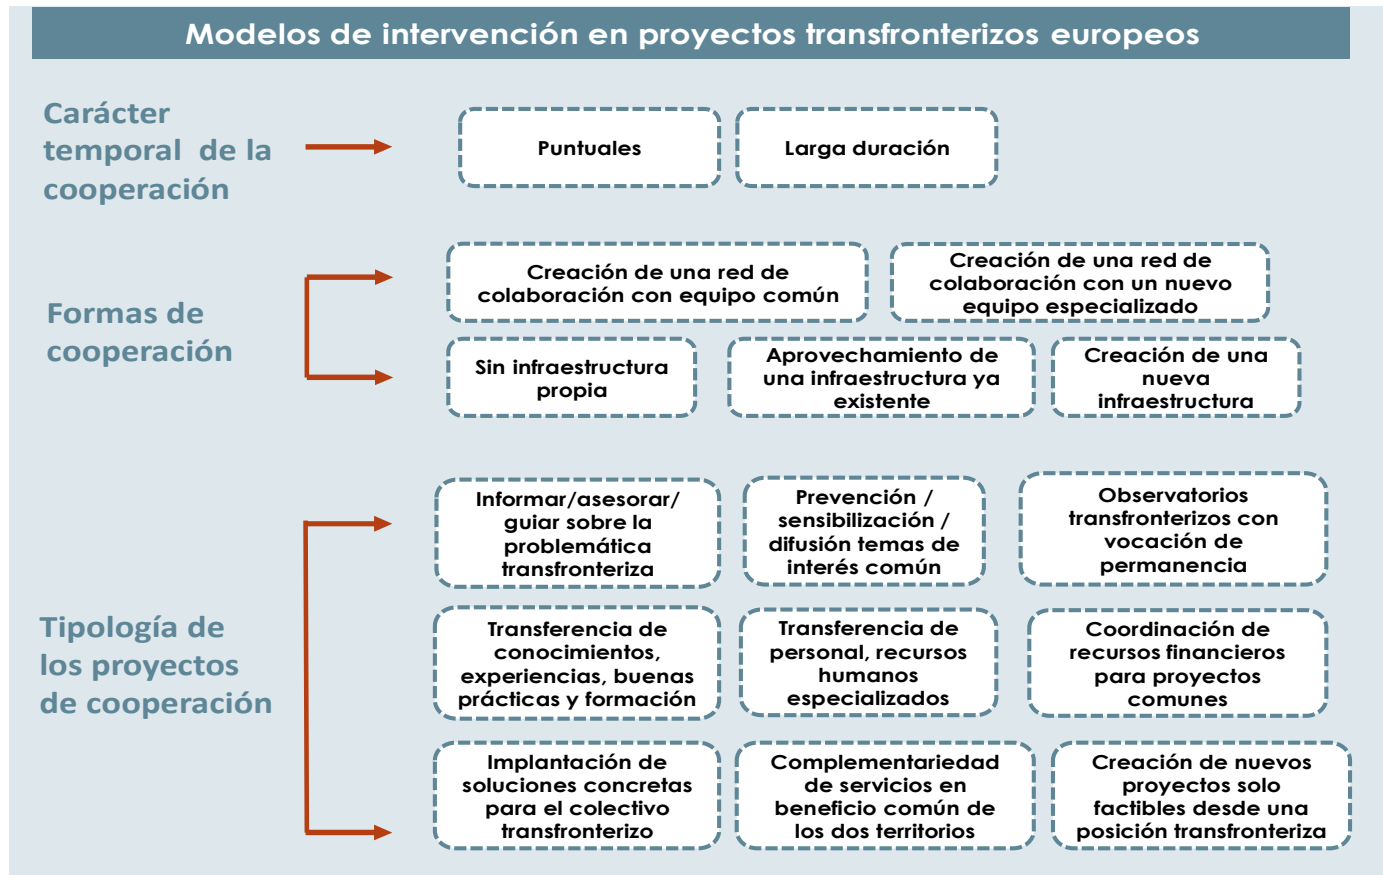 Modelos de intervención en proyectos transfronterizos europeos
Carácter
temporal de la
cooperación
Puntuales
Larga duración
Formas de
cooperación
Creación de una red de
colaboración con equipo común
Creación de una red de
colaboración con un nuevo
equipo especializado
Sin infraestructura
propia
Aprovechamiento de
una infraestructura ya
existente
Creación de una
nueva
infraestructura
Tipología de
los proyectos
de cooperación
Informar/asesorar/
guiar sobre la
problemática
transfronteriza
Prevención /
sensibilización /
difusión temas de
interés común
Observatorios
transfronterizos con
vocación de
permanencia
Transferencia de
conocimientos,
experiencias, buenas
prácticas y formación
Transferencia de
personal, recursos
humanos
especializados
Coordinación de
recursos financieros
para proyectos
comunes
Implantación de
soluciones concretas
para el colectivo
transfronterizo
Complementariedad
de servicios en
beneficio común de
los dos territorios
Creación de nuevos
proyectos solo
factibles desde una
posición transfronteriza